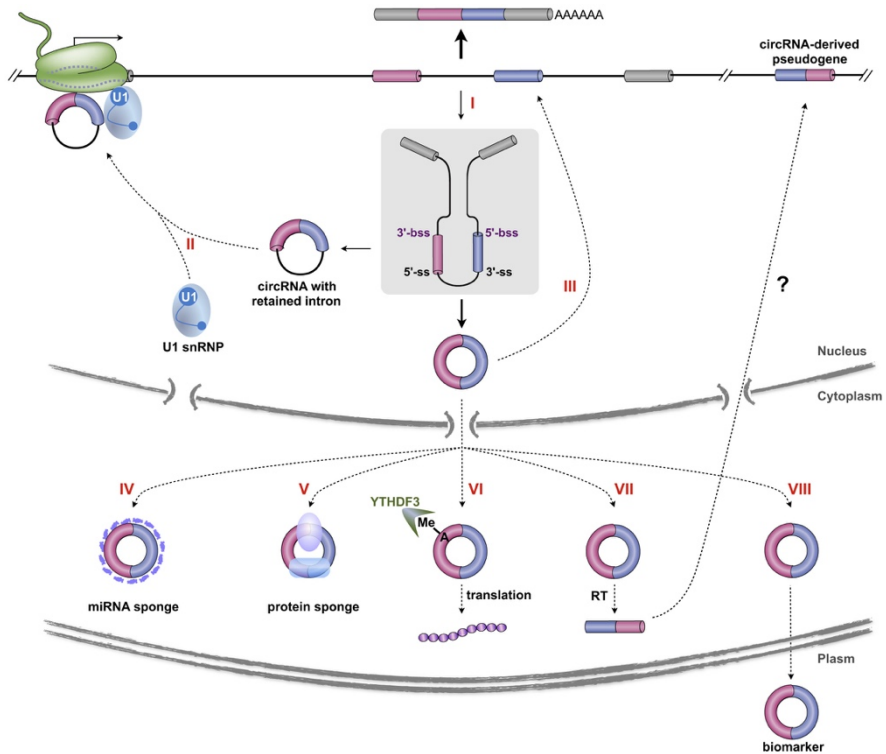 AAAAAA
circRNA-derived
pseudogene
U1
I
3'-bss
5'-bss
5'-ss
3'-ss
II
circRNA with
retained intron
III
?
U1
U1 snRNP
Nucleus
Cytoplasm
IV
V
VI
VII
VIII
YTHDF3
Me
A
miRNA sponge
protein sponge
translation
RT
Plasm
biomarker